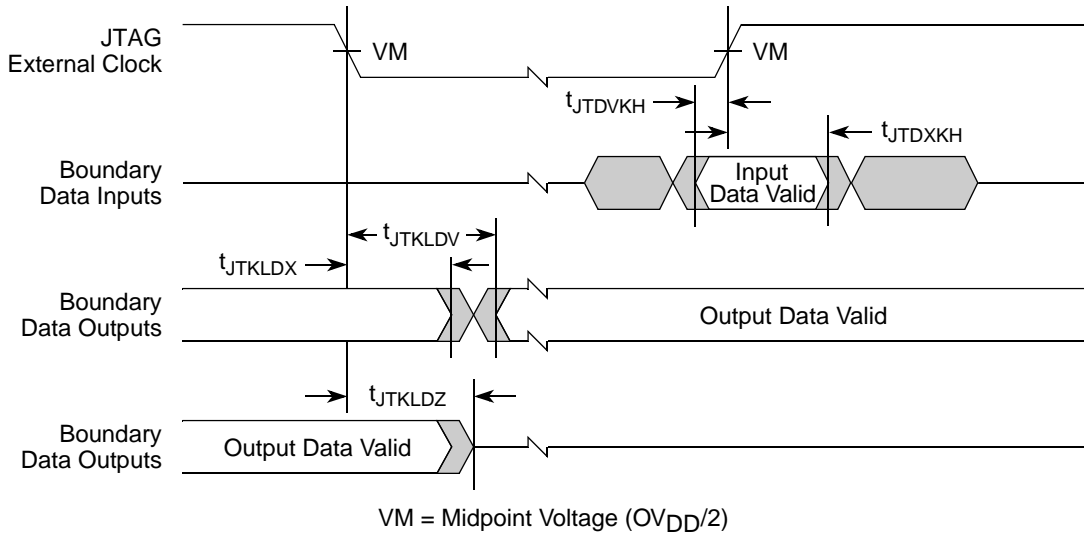 JTAG
External Clock
VM
VM
tJTDVKH
tJTDXKH
Boundary
Data Inputs
Input
Data Valid
tJTKLDV
tJTKLDX
Boundary
Data Outputs
Output Data Valid
tJTKLDZ
Boundary
Data Outputs
Output Data Valid
VM = Midpoint Voltage (OVDD/2)